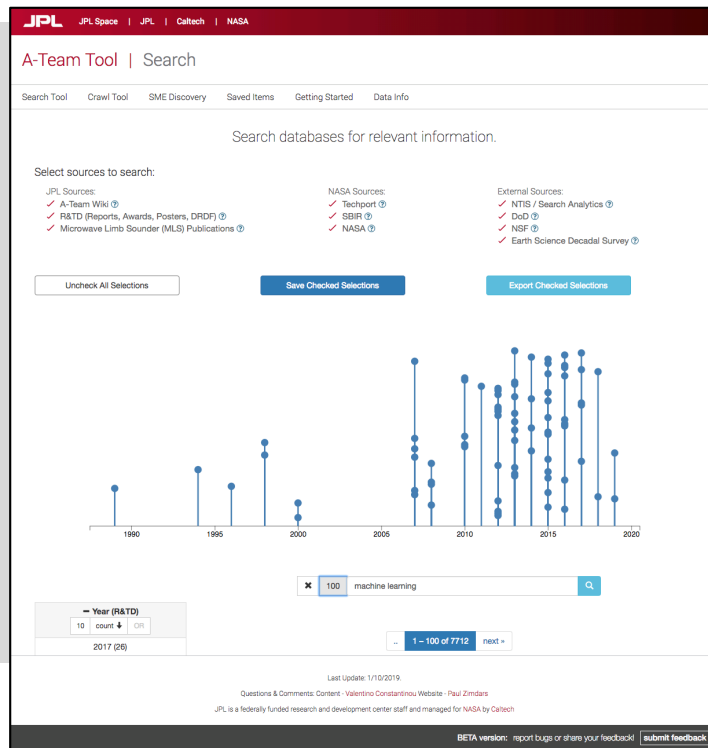 JPL JPL Space | JPL | Caltech | NASA
A-Team Tool | Search
Search Tool Crawl Tool SME Discovery Saved Items Getting Started Data Info
Search databases for relevant information.
Select sources to search:
JPL Sources: NASA Sources: External Sources:
✓ A-Team Wiki ? ✓ Techport ? ✓ NTIS / Search Analytics ?
✓ R&TD (Reports, Awards, Posters, DRDF) ? ✓ SBIR ? ✓ DoD ?
✓ Microwave Limb Sounder (MLS) Publications ? ✓ NASA ? ✓ NSF ?
✓ Earth Science Decadal Survey ?
Uncheck All Selections Save Checked Selections Export Checked Selections
1990 1995 2000 2005 2010 2015 2020
✖ 100 machine learning
– Year (R&TD)
10 count ↓ OR
.. 1 – 100 of 7712 next »
2017 (26)
Last Update: 1/10/2019.
Questions & Comments: Content - Valentino Constantinou Website - Paul Zimdars
JPL is a federally funded research and development center staff and managed for NASA by Caltech
BETA version: report bugs or share your feedback! submit feedback